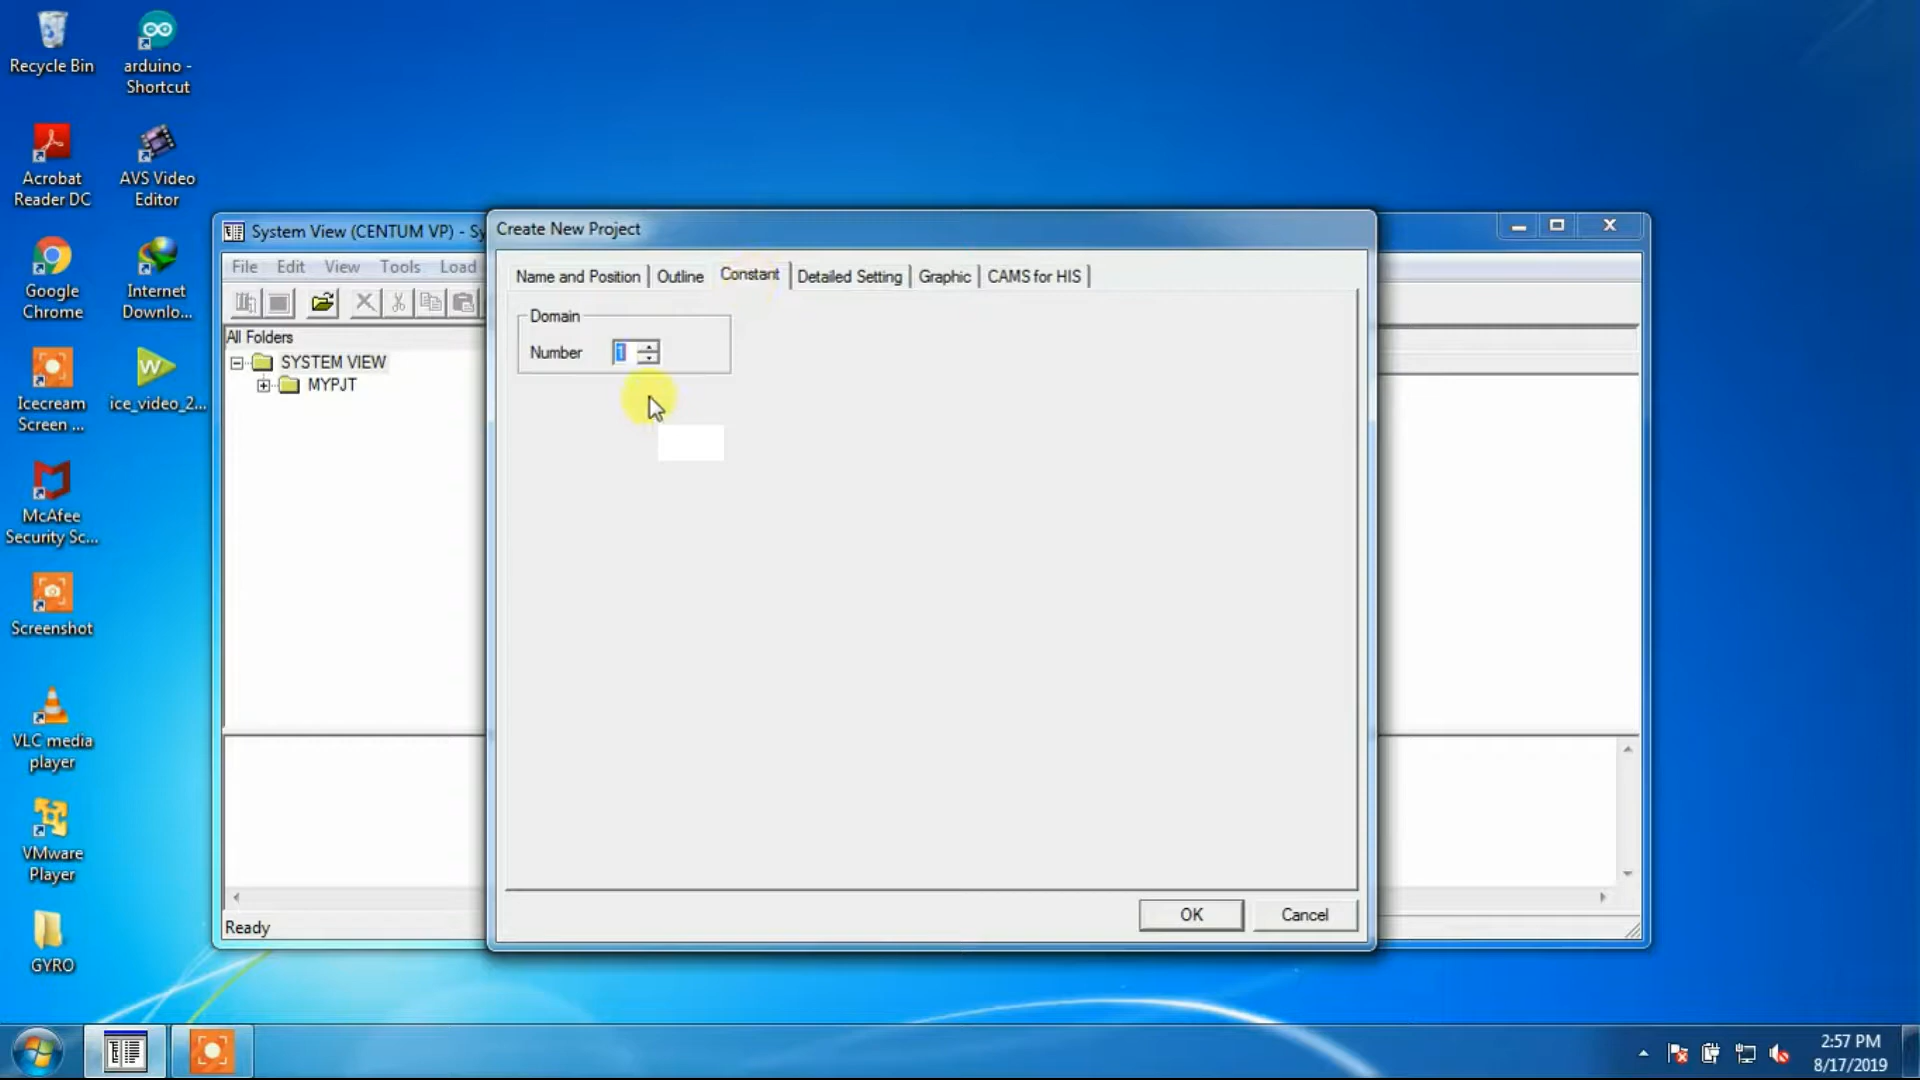 Recycle Bin
arduino -
Shortcut
Acrobat
Reader DC
AVS Video
Editor
Google
Chrome
Internet
Downlo...
Icecream
Screen ...
ice_video_2...
McAfee
Security Sc...
Screenshot
VLC media
player
VMware
Player
GYRO
System View (CENTUM VP) - Sy
File Edit View Tools Load
All Folders
SYSTEM VIEW
MYPJT
Ready
Create New Project
Name and Position Outline Constant Detailed Setting Graphic CAMS for HIS
Domain
Number 1
OK Cancel
2:57 PM
8/17/2019